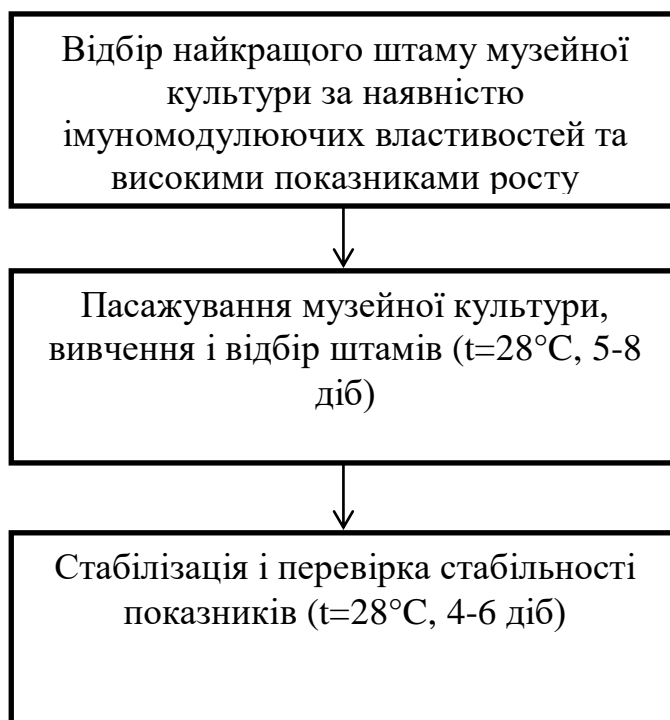 Відбір найкращого штаму музейної
культури за наявністю
імуномодулюючих властивостей та
високими показниками росту
Пасажування музейної культури,
вивчення і відбір штамів (t=28°С, 5-8
діб)
Стабілізація і перевірка стабільності
показників (t=28°С, 4-6 діб)